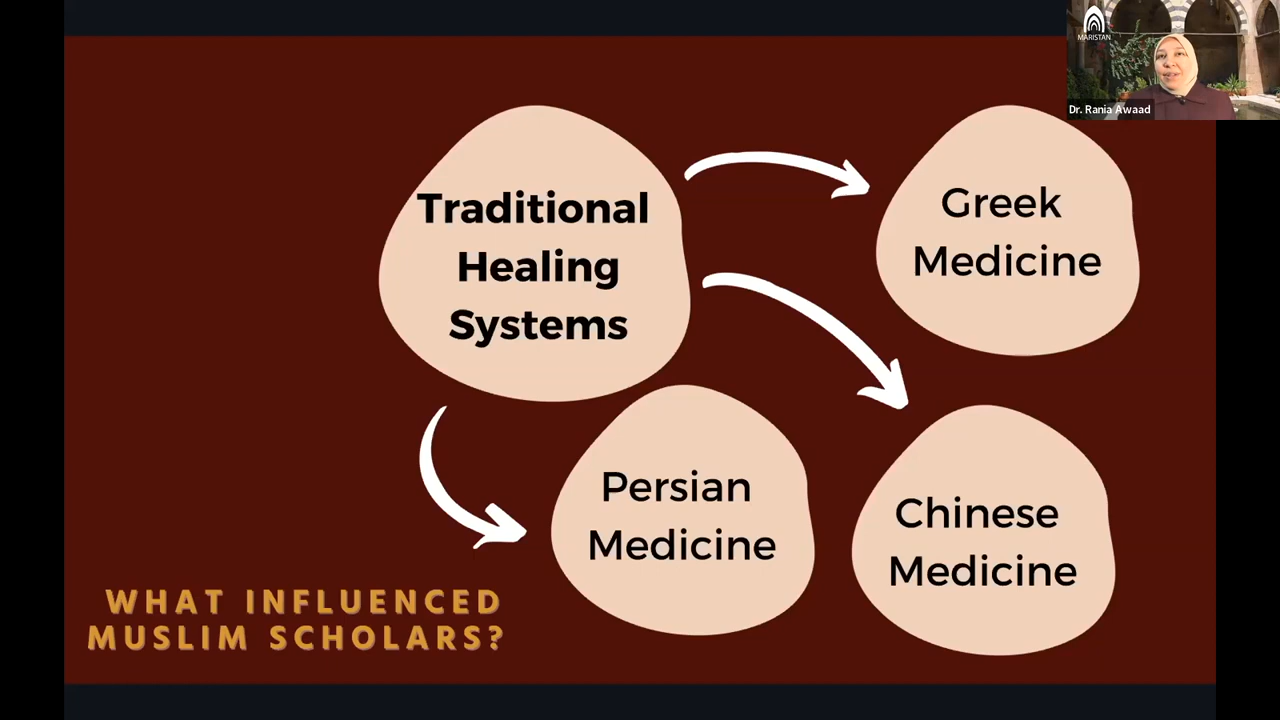 MARISTAN
Dr. Rania Awaad
Traditional
Healing
Systems
Greek
Medicine
Persian
Medicine
Chinese
Medicine
WHAT INFLUENCED
MUSLIM SCHOLARS?